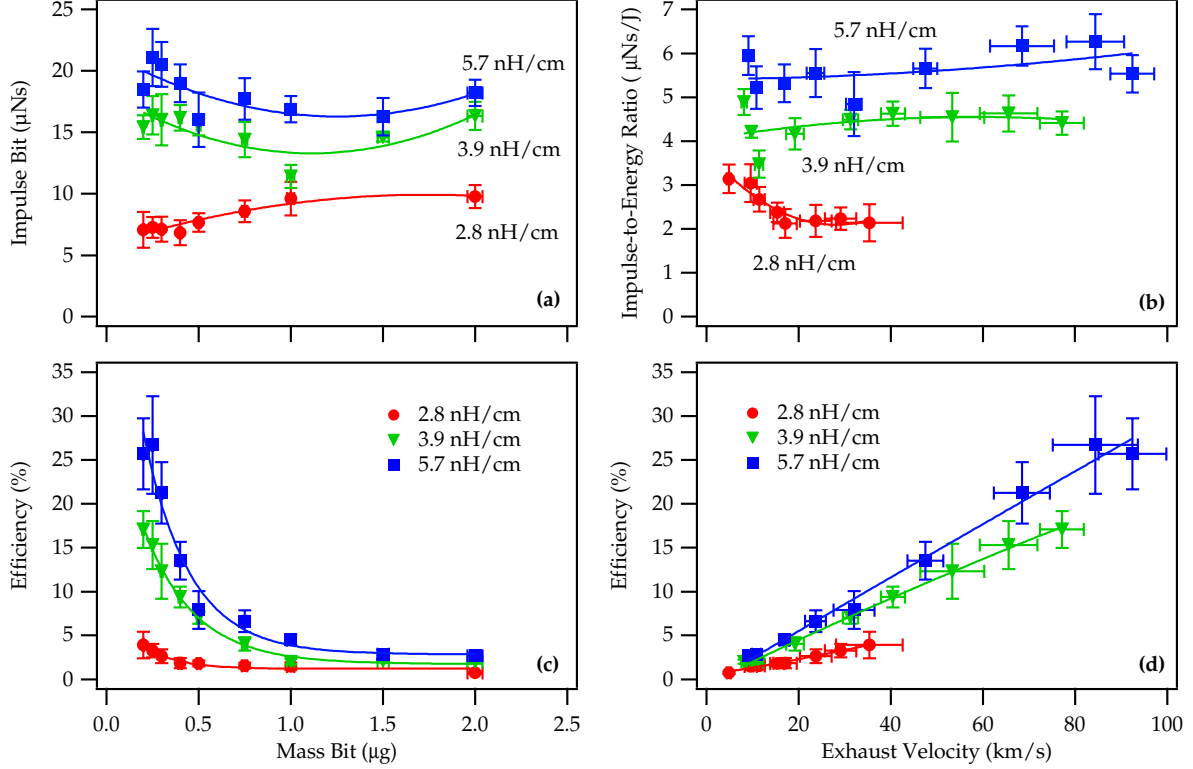 25
20
15
10
5
0
Impulse Bit (μNs)
5.7 nH/cm
3.9 nH/cm
2.8 nH/cm
(a)
7
6
5
4
3
2
1
0
Impulse-to-Energy Ratio ( μNs/J)
5.7 nH/cm
3.9 nH/cm
2.8 nH/cm
(b)
35
30
25
20
15
10
5
0
Efficiency (%)
2.8 nH/cm
3.9 nH/cm
5.7 nH/cm
(c)
0.0 0.5 1.0 1.5 2.0 2.5
Mass Bit (μg)
35
30
25
20
15
10
5
0
Efficiency (%)
2.8 nH/cm
3.9 nH/cm
5.7 nH/cm
(d)
0 20 40 60 80 100
Exhaust Velocity (km/s)